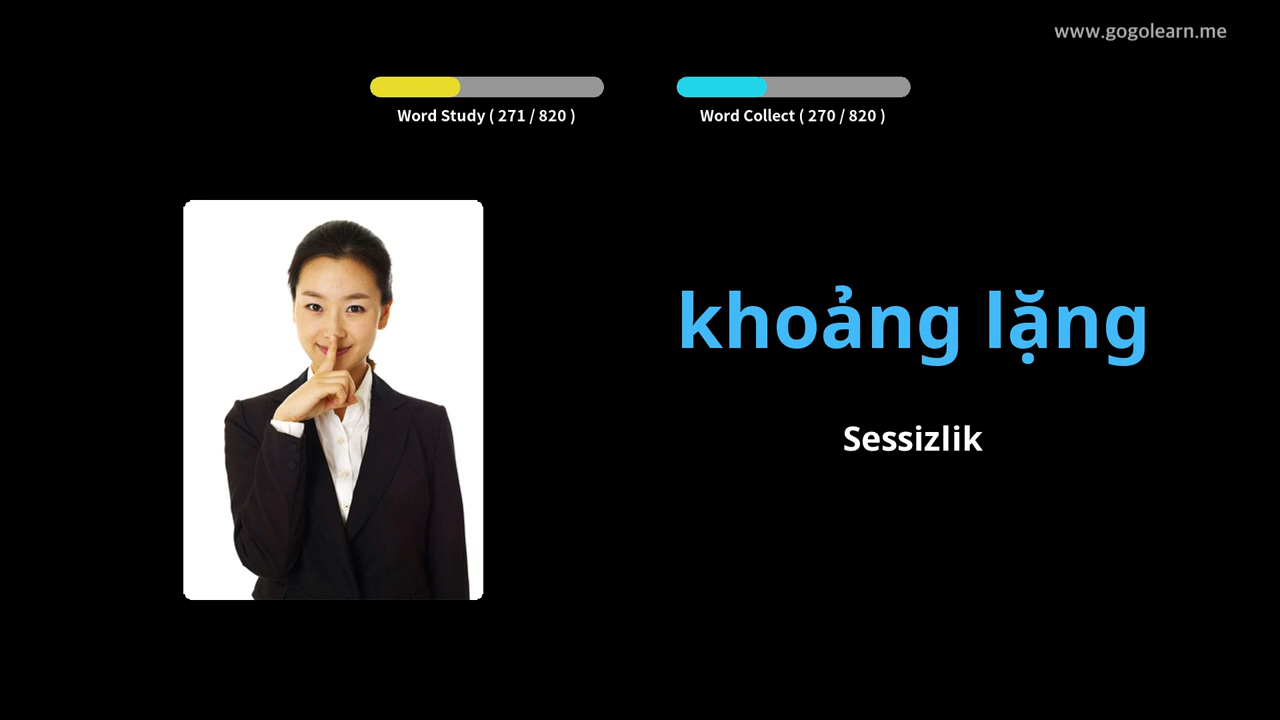 www.gogolearn.me
Word Study ( 271 / 820 )
Word Collect ( 270 / 820 )
khoảng lặng
Sessizlik